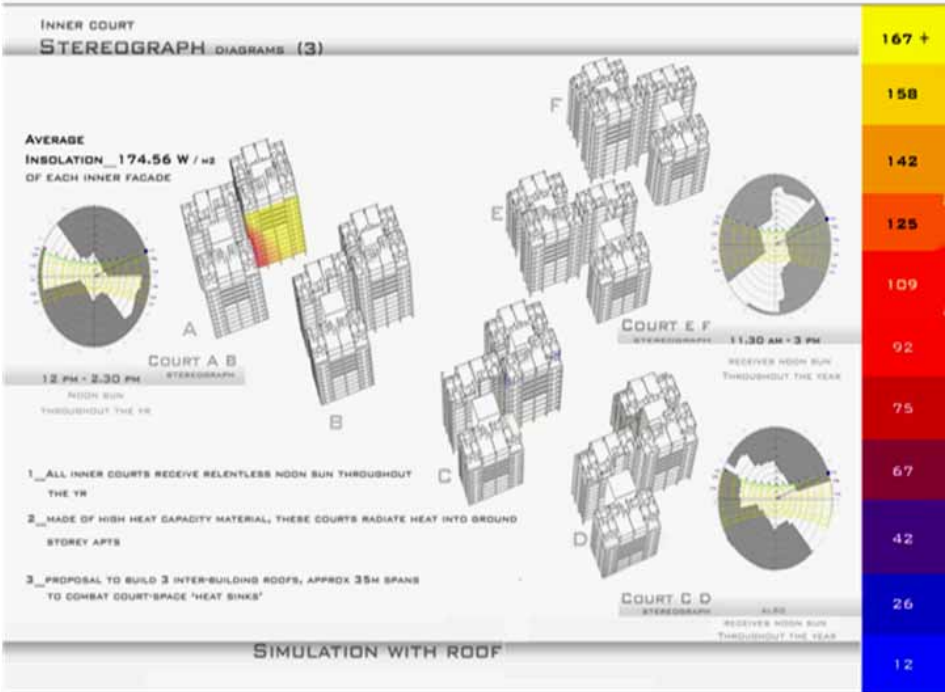 INNER COURT
STEREOGRAPH DIAGRAMS (3)
AVERAGE
INSOLATION__174.56 W / M2
OF EACH INNER FACADE
A
B
COURT A B
STEREOGRAPH
12 PM - 2.30 PM
NOON SUN
THROUGHOUT THE YR
F
E
COURT E F
STEREOGRAPH
11.30 AM - 3 PM
RECEIVES NOON SUN
THROUGHOUT THE YEAR
C
D
COURT C D
STEREOGRAPH
ALSO
RECEIVES NOON SUN
THROUGHOUT THE YEAR
1__ALL INNER COURTS RECEIVE RELENTLESS NOON SUN THROUGHOUT
THE YR
2__MADE OF HIGH HEAT CAPACITY MATERIAL, THESE COURTS RADIATE HEAT INTO GROUND
STOREY APTS
3__PROPOSAL TO BUILD 3 INTER-BUILDING ROOFS, APPROX 35M SPANS
TO COMBAT COURT-SPACE 'HEAT SINKS'
SIMULATION WITH ROOF
167 +
158
142
125
109
92
75
67
42
26
12